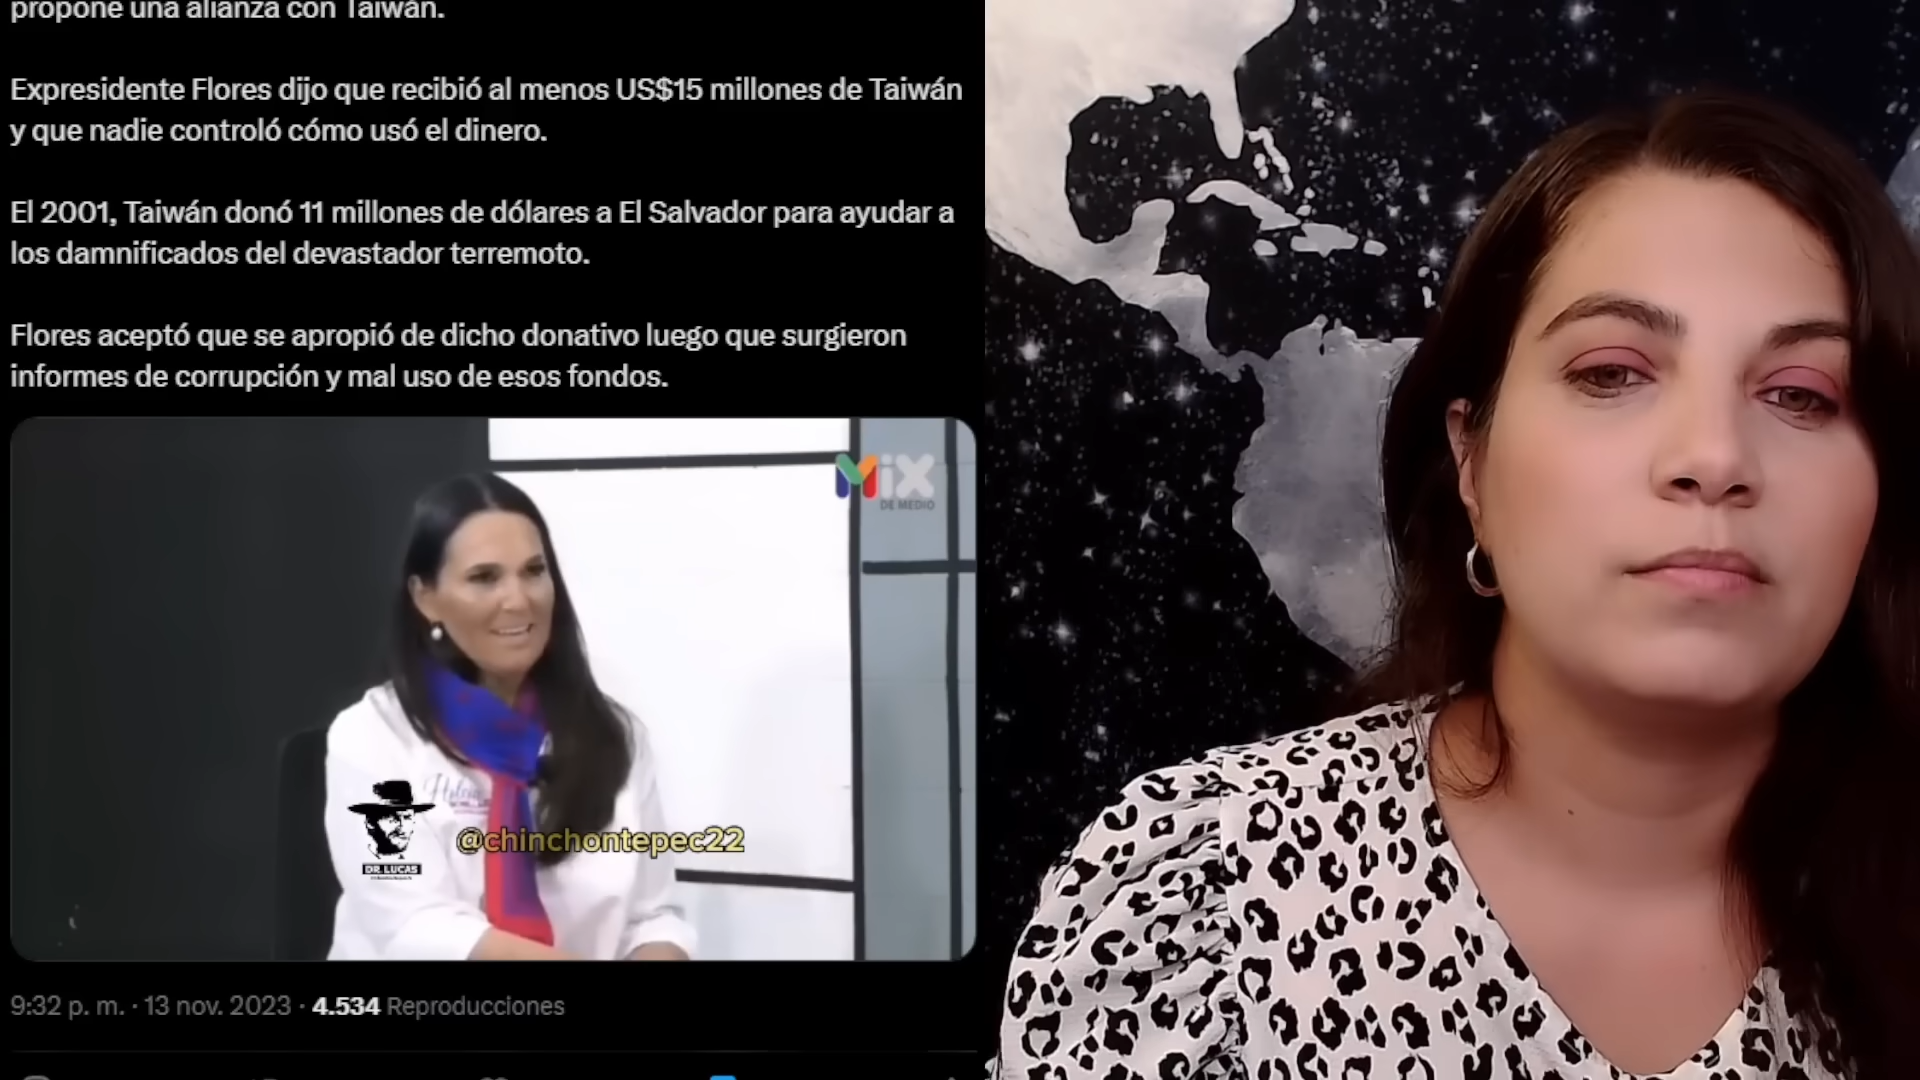 propone una alianza con Taiwán.
Expresidente Flores dijo que recibió al menos US$15 millones de Taiwán
y que nadie controló cómo usó el dinero.
El 2001, Taiwán donó 11 millones de dólares a El Salvador para ayudar a
los damnificados del devastador terremoto.
Flores aceptó que se apropió de dicho donativo luego que surgieron
informes de corrupción y mal uso de esos fondos.
MiX
DE MEDIO
@chinchontepec22
DR. LUCAS
9:32 p. m. · 13 nov. 2023 · 4.534 Reproducciones